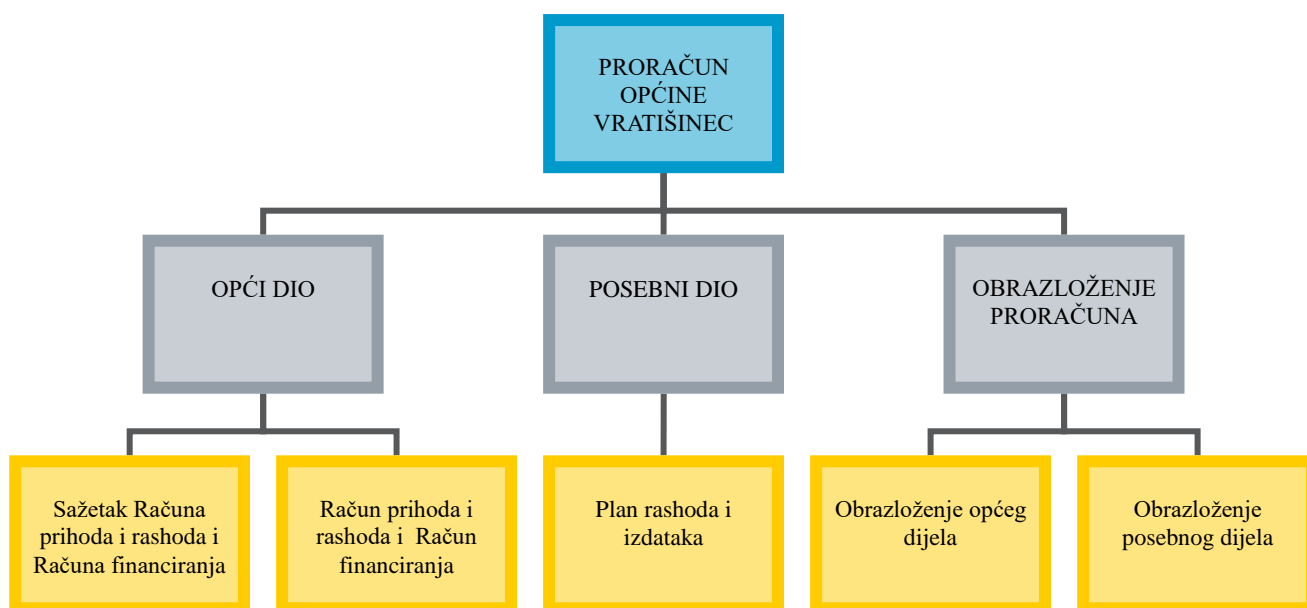 PRORAČUN
OPĆINE
VRATIŠINEC
OPĆI DIO
POSEBNI DIO
OBRAZLOŽENJE
PRORAČUNA
Sažetak Računa
prihoda i rashoda i
Računa financiranja
Račun prihoda i
rashoda i Račun
financiranja
Plan rashoda i
izdataka
Obrazloženje općeg
dijela
Obrazloženje
posebnog dijela